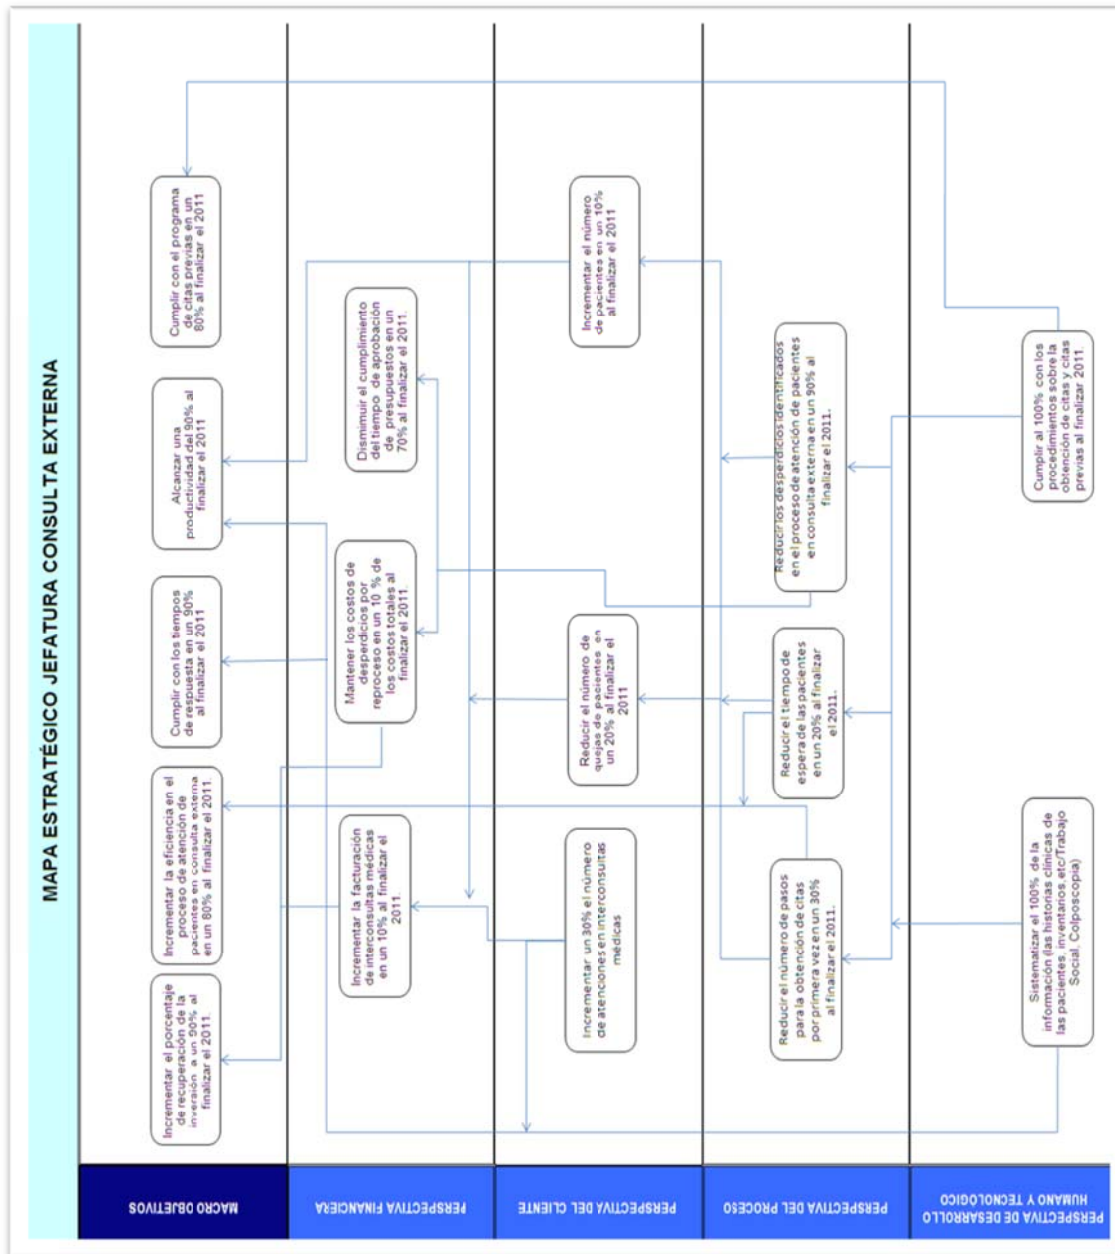 MAPA ESTRATÉGICO JEFATURA CONSULTA EXTERNA
MACRO OBJETIVOS
Incrementar el porcentaje
de recuperación de la
inversión a un 90% al
finalizar el 2011.
Incrementar la eficiencia en el
proceso de atención de
pacientes en consulta externa
en un 80% al finalizar el 2011.
Cumplir con los tiempos
de respuesta en un 90%
al finalizar el 2011
Alcanzar una
productividad del 90% al
finalizar el 2011
Cumplir con el programa
de citas previas en un
80% al finalizar el 2011
PERSPECTIVA FINANCIERA
Incrementar la facturación
de interconsultas médicas
en un 10% al finalizar el
2011.
Mantener los costos de
desperdicios por
reproceso en un 10 % de
los costos totales al
finalizar el 2011.
Dismimuir el cumplimiento
del tiempo de aprobación
de presupuestos en un
70% al finalizar el 2011.
PERSPECTIVA DEL CLIENTE
Incrementar un 30% el número
de atenciones en interconsultas
médicas
Reducir el número de
quejas de pacientes en
un 20% al finalizar el
2011
Incrementar el número
de pacientes en un 10%
al finalizar el 2011
PERSPECTIVA DEL PROCESO
Reducir el número de pasos
para la obtención de citas
por primera vez en un 30%
al finalizar el 2011.
Reducir el tiempo de
espera de las pacientes
en un 20% al finalizar
el 2011.
Reducir los desperdicios identificados
en el proceso de atención de pacientes
en consulta externa en un 90% al
finalizar el 2011.
PERSPECTIVA DE DESARROLLO
HUMANO Y TECNOLÓGICO
Sistematizar el 100% de la
información (las historias clínicas de
las pacientes, inventarios, etc/Trabajo
Social, Colposcopia)
Cumplir al 100% con los
procedimientos sobre la
obtención de citas y citas
previas al finalizar 2011.